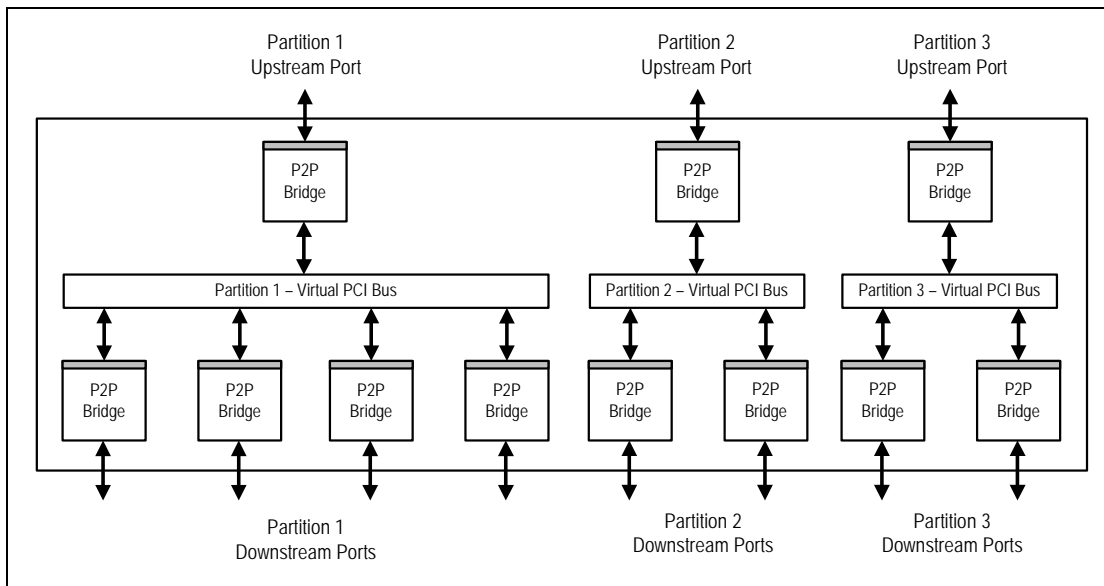 Partition 1
Upstream Port
Partition 2
Upstream Port
Partition 3
Upstream Port
P2P
Bridge
P2P
Bridge
P2P
Bridge
Partition 1 – Virtual PCI Bus
Partition 2 – Virtual PCI Bus
Partition 3 – Virtual PCI Bus
P2P
Bridge
P2P
Bridge
P2P
Bridge
P2P
Bridge
P2P
Bridge
P2P
Bridge
P2P
Bridge
P2P
Bridge
Partition 1
Downstream Ports
Partition 2
Downstream Ports
Partition 3
Downstream Ports